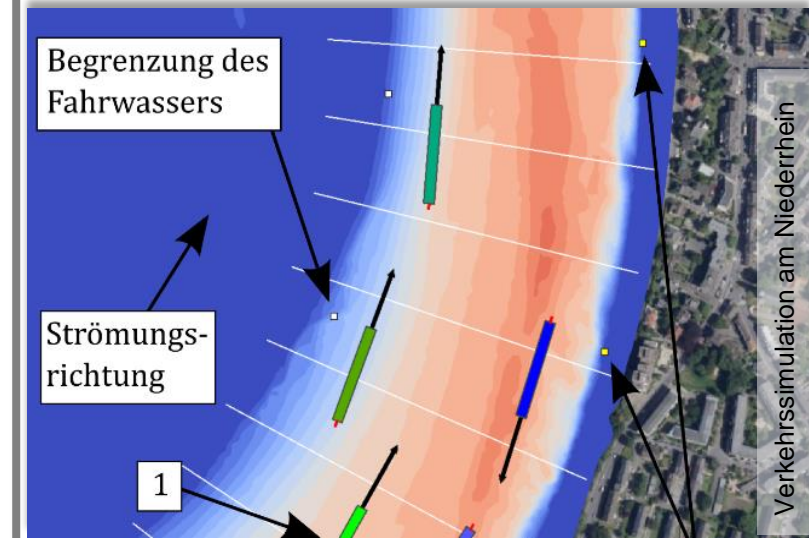 Begrenzung des
Fahrwassers
Strömungs-
richtung
1
Verkehrssimulation am Niederrhein